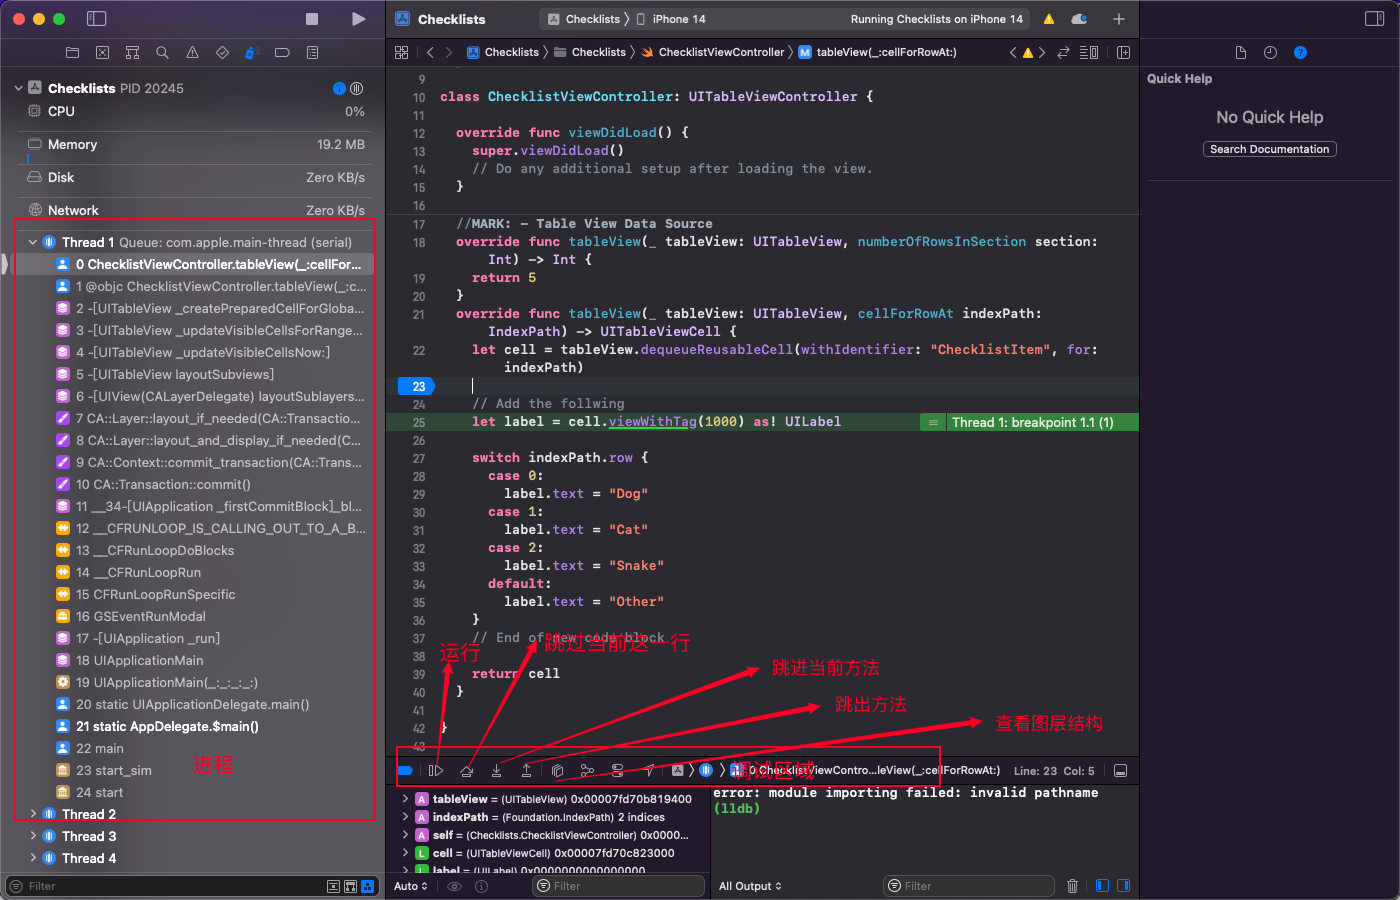 Checklists
Checklists
iPhone 14
Running Checklists on iPhone 14
Checklists
Checklists
ChecklistViewController
M
tableView(_:cellForRowAt:)
Checklists PID 20245
CPU
0%
Memory
19.2 MB
Disk
Zero KB/s
Network
Zero KB/s
Thread 1 Queue: com.apple.main-thread (serial)
0 ChecklistViewController.tableView(_:cellFor...
1 @objc ChecklistViewController.tableView(_:c...
2 -[UITableView _createPreparedCellForGloba...
3 -[UITableView _updateVisibleCellsForRange...
4 -[UITableView _updateVisibleCellsNow:]
5 -[UITableView layoutSubviews]
6 -[UIView(CALayerDelegate) layoutSublayers...
7 CA::Layer::layout_if_needed(CA::Transactio...
8 CA::Layer::layout_and_display_if_needed(C...
9 CA::Context::commit_transaction(CA::Trans...
10 CA::Transaction::commit()
11 __34-[UIApplication _firstCommitBlock]_bl...
12 __CFRUNLOOP_IS_CALLING_OUT_TO_A_B...
13 __CFRunLoopDoBlocks
14 __CFRunLoopRun
15 CFRunLoopRunSpecific
16 GSEventRunModal
17 -[UIApplication _run]
18 UIApplicationMain
19 UIApplicationMain(_:_:_:_:)
20 static UIApplicationDelegate.main()
21 static AppDelegate.$main()
22 main
23 start_sim
进程
24 start
Thread 2
Thread 3
Thread 4
Filter
9
10 class ChecklistViewController: UITableViewController {
11
12 override func viewDidLoad() {
13 super.viewDidLoad()
14 // Do any additional setup after loading the view.
15 }
16
17 //MARK: - Table View Data Source
18 override func tableView(_ tableView: UITableView, numberOfRowsInSection section:
Int) -> Int {
19 return 5
20 }
21 override func tableView(_ tableView: UITableView, cellForRowAt indexPath:
IndexPath) -> UITableViewCell {
22 let cell = tableView.dequeueReusableCell(withIdentifier: "ChecklistItem", for:
indexPath)
23
24 // Add the follwing
25 let label = cell.viewWithTag(1000) as! UILabel
Thread 1: breakpoint 1.1 (1)
26
27 switch indexPath.row {
28 case 0:
29 label.text = "Dog"
30 case 1:
31 label.text = "Cat"
32 case 2:
33 label.text = "Snake"
34 default:
35 label.text = "Other"
36 }
37 // End of new code block
运行
跳过当前这一行
38
39 return cell
跳进当前方法
40 }
跳出方法
41
42 }
查看图层结构
43
0 ChecklistViewContro...leView(_:cellForRowAt:)
调试区域
Line: 23 Col: 5
A tableView = (UITableView) 0x00007fd70b819400
A indexPath = (Foundation.IndexPath) 2 indices
A self = (Checklists.ChecklistViewController) 0x0000...
L cell = (UITableViewCell) 0x00007fd70c823000
L label = (UILabel) 0x0000000000000000
Auto
Filter
error: module importing failed: invalid pathname
(lldb)
All Output
Filter
Quick Help
No Quick Help
Search Documentation